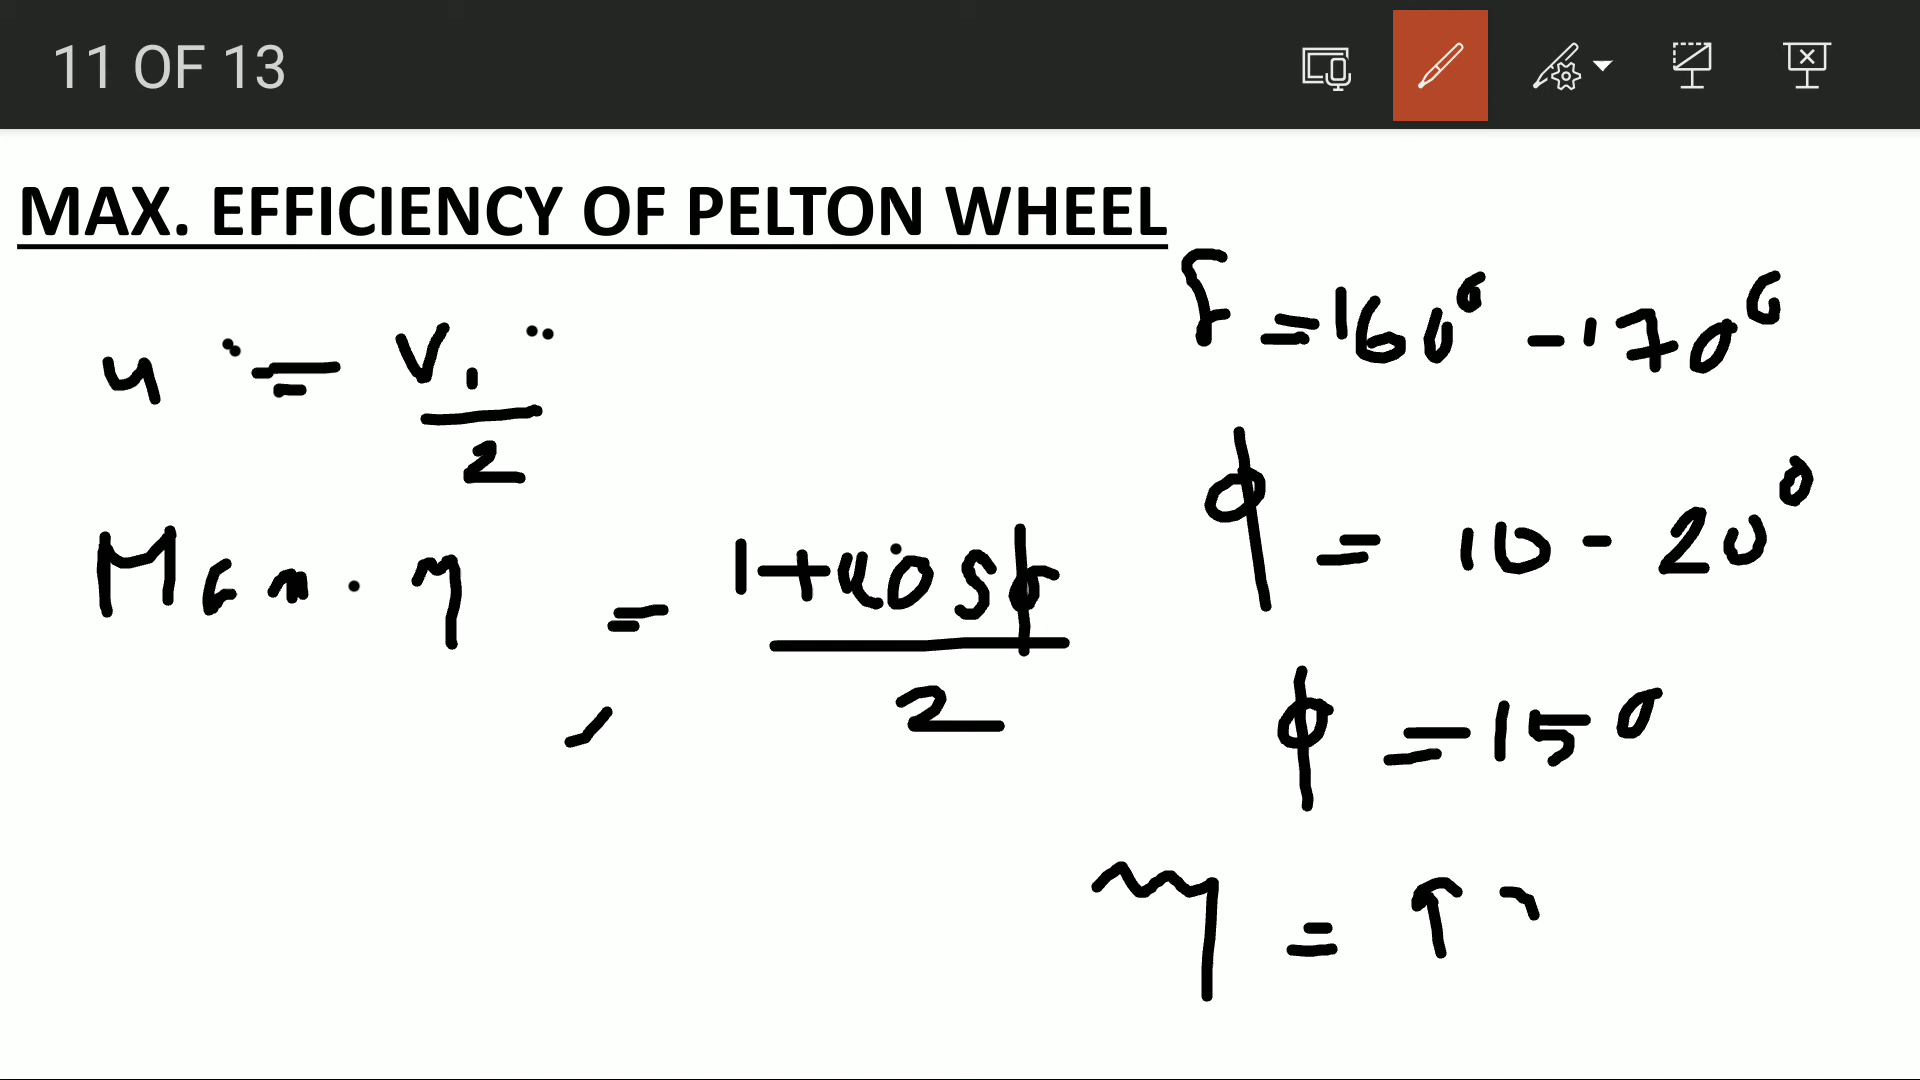 11 OF 13
MAX. EFFICIENCY OF PELTON WHEEL
u = V1
2
Max. η = 1+cosϕ
2
δ = 160° - 170°
ϕ = 10 - 20°
ϕ = 15°
η =